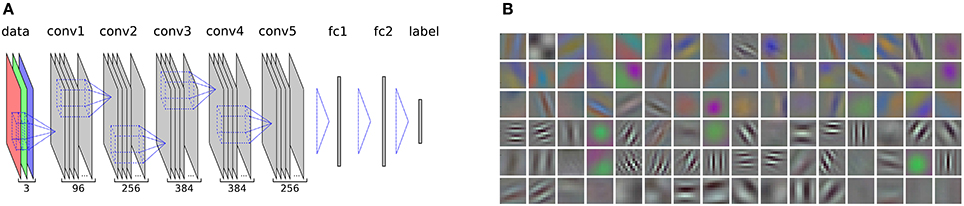 A
B
data conv1 conv2 conv3 conv4 conv5 fc1 fc2 label
... ... ... ... ...
3 96 256 384 384 256